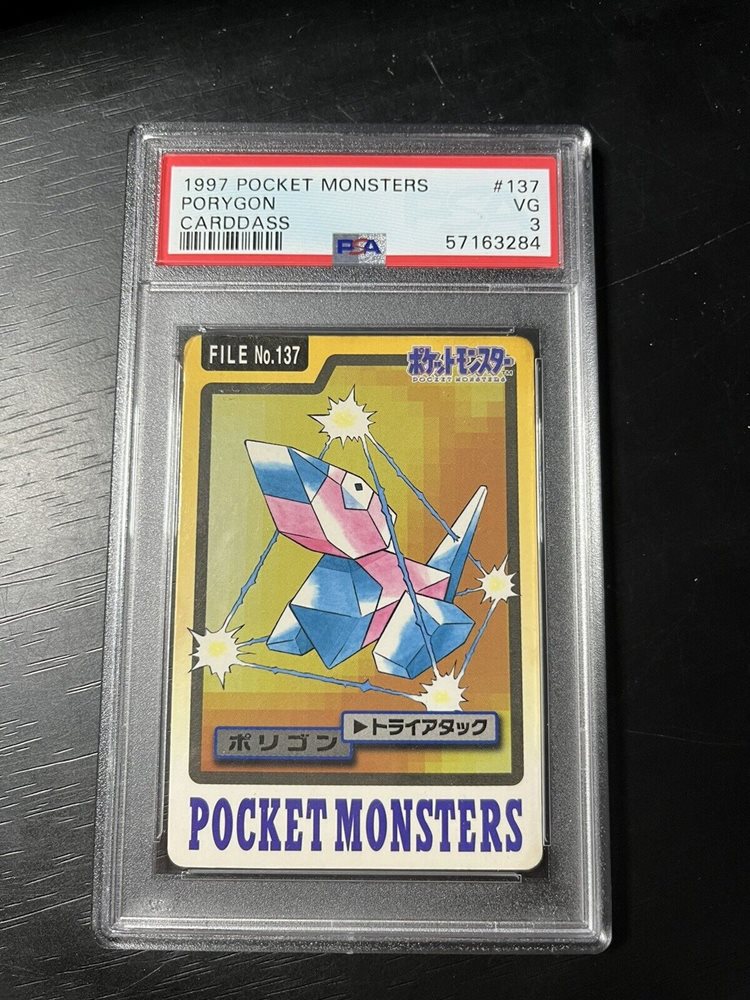 1997 POCKET MONSTERS #137
PORYGON VG
CARDDASS 3
PSA 57163284
FILE No.137
ポケットモンスター
TM
POCKET MONSTERS
▶トライアタック
ポリゴン
POCKET MONSTERS